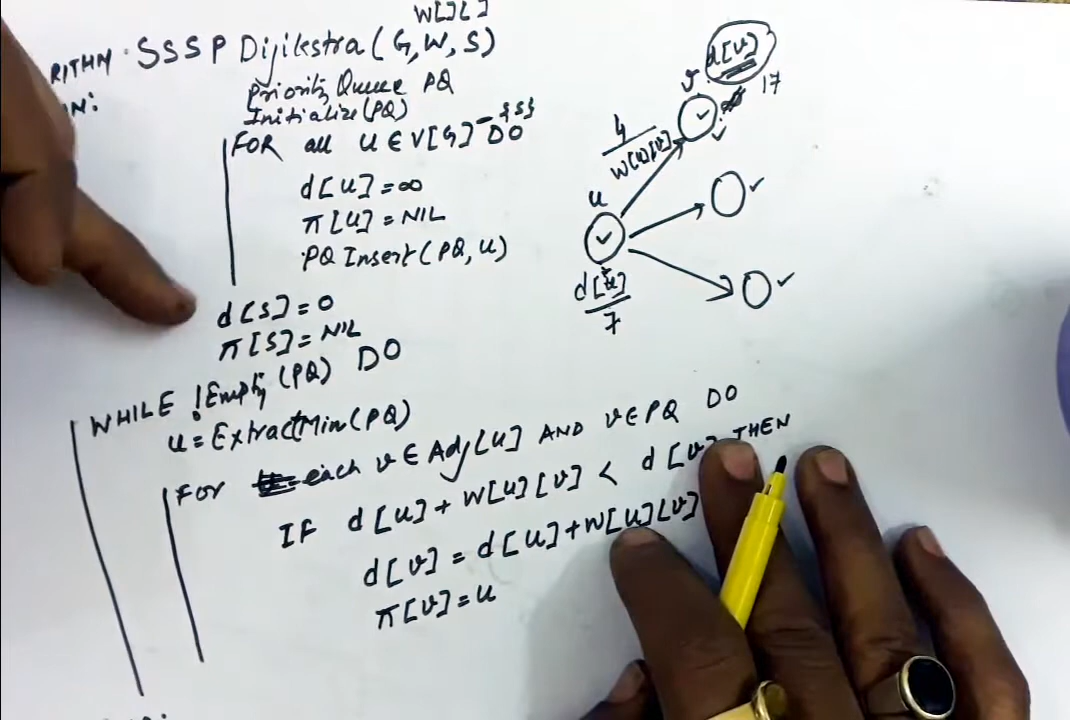 W[][]
RITHM SSSP Dijikstra(G, W, S)
N:
Priority Queue PQ
Initialize(PQ)
FOR all u ∈ V[G] - {s} DO
d[u] = ∞
π[u] = NIL
PQ Insert(PQ, u)
d[s] = 0
π[s] = NIL
WHILE !Empty(PQ) DO
u = ExtractMin(PQ)
FOR each v ∈ Adj[u] AND v ∈ PQ DO
IF d[u] + W[u][v] < d[v] THEN
d[v] = d[u] + W[u][v]
π[v] = u
d[v]
v
17
4
W[u][v]
u
d[u]
7